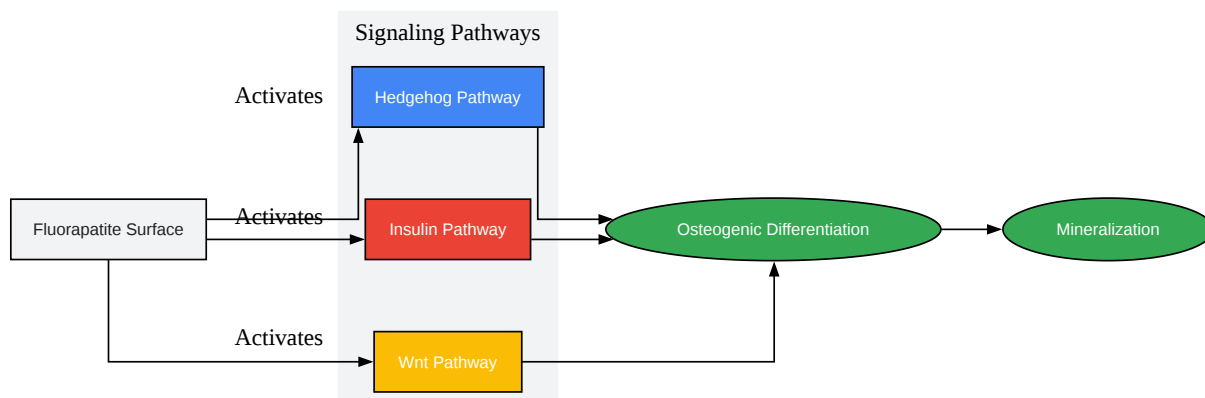 Signaling Pathways
Activates
Hedgehog Pathway
Activates
Fluorapatite Surface
Insulin Pathway
Osteogenic Differentiation
Mineralization
Activates
Wnt Pathway